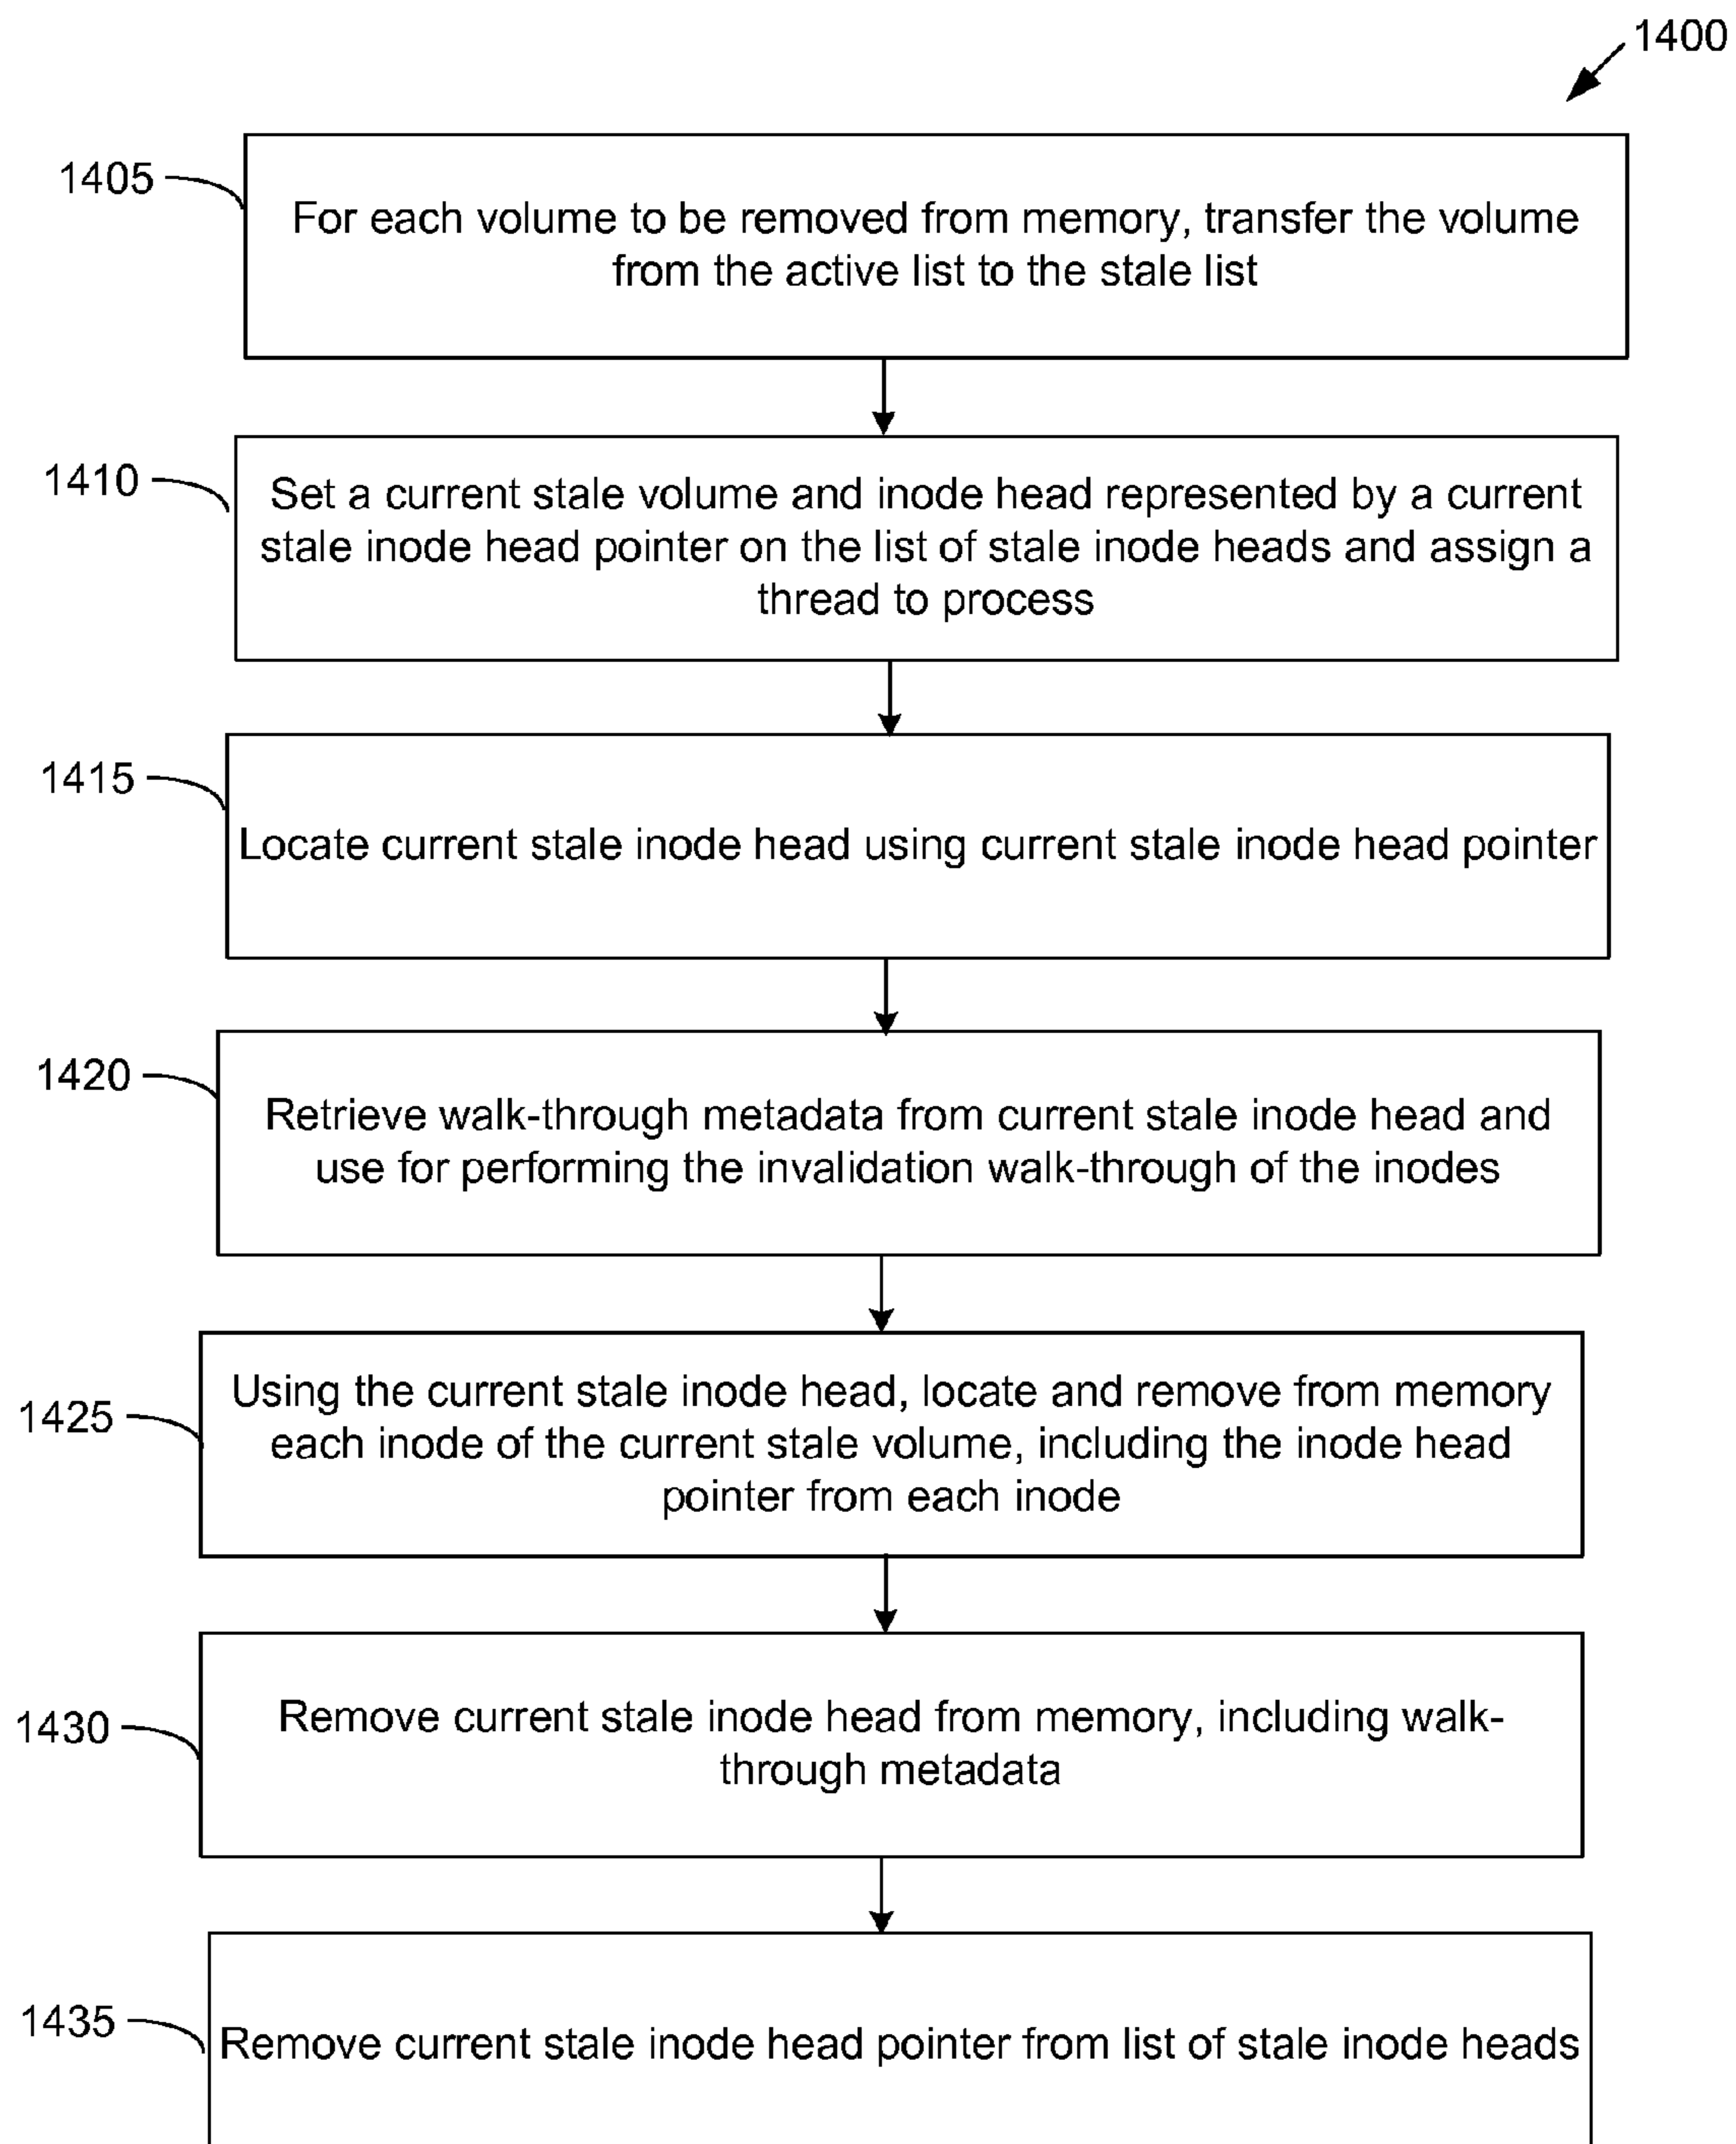 1400
1405
For each volume to be removed from memory, transfer the volume
from the active list to the stale list
1410
Set a current stale volume and inode head represented by a current
stale inode head pointer on the list of stale inode heads and assign a
thread to process
1415
Locate current stale inode head using current stale inode head pointer
1420
Retrieve walk-through metadata from current stale inode head and
use for performing the invalidation walk-through of the inodes
1425
Using the current stale inode head, locate and remove from memory
each inode of the current stale volume, including the inode head
pointer from each inode
1430
Remove current stale inode head from memory, including walk-
through metadata
1435
Remove current stale inode head pointer from list of stale inode heads